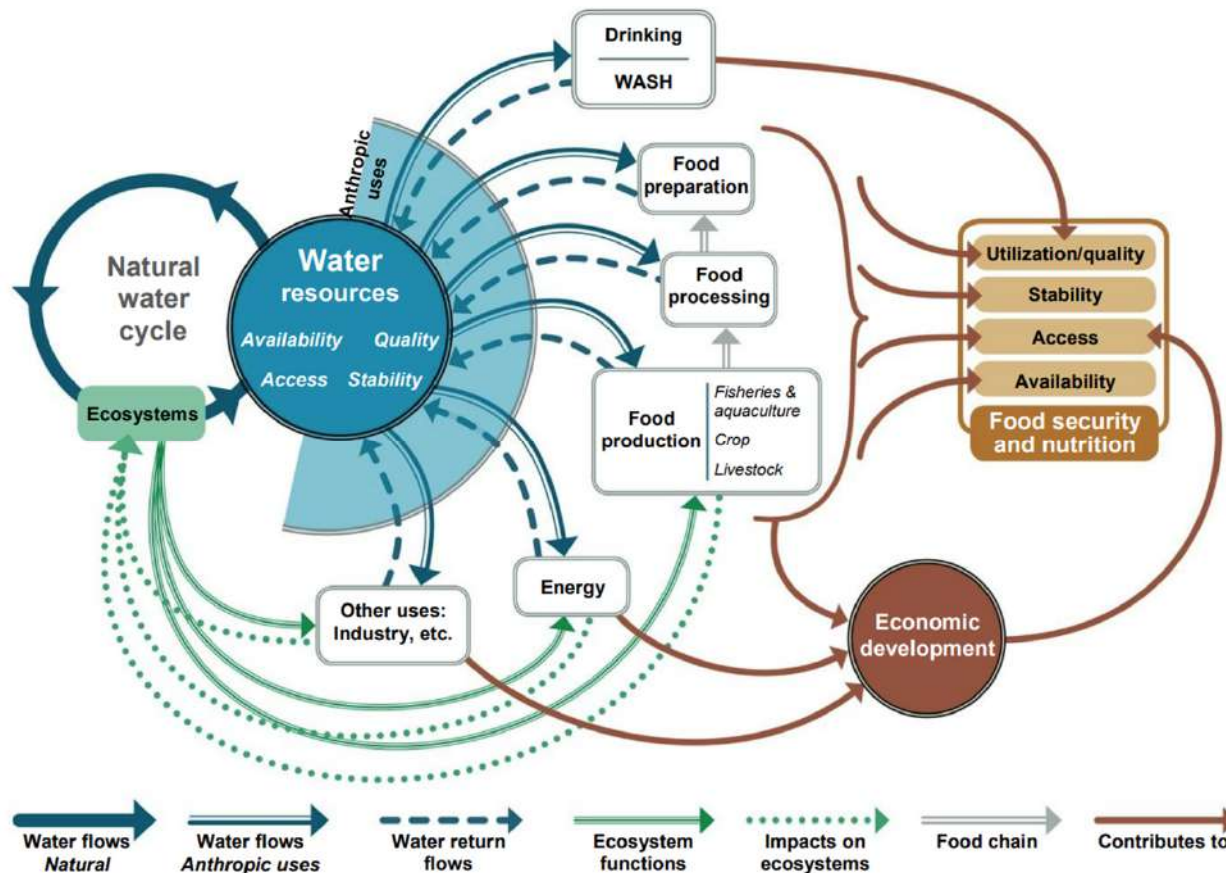 Drinking
WASH
Anthropic
uses
Food
preparation
Natural
water
cycle
Water
resources
Availability Quality
Access Stability
Food
processing
Utilization/quality
Stability
Access
Availability
Food security
and nutrition
Ecosystems
Food
production
Fisheries &
aquaculture
Crop
Livestock
Energy
Other uses:
Industry, etc.
Economic
development
Water flows
Natural
Water flows
Anthropic uses
Water return
flows
Ecosystem
functions
Impacts on
ecosystems
Food chain
Contributes to